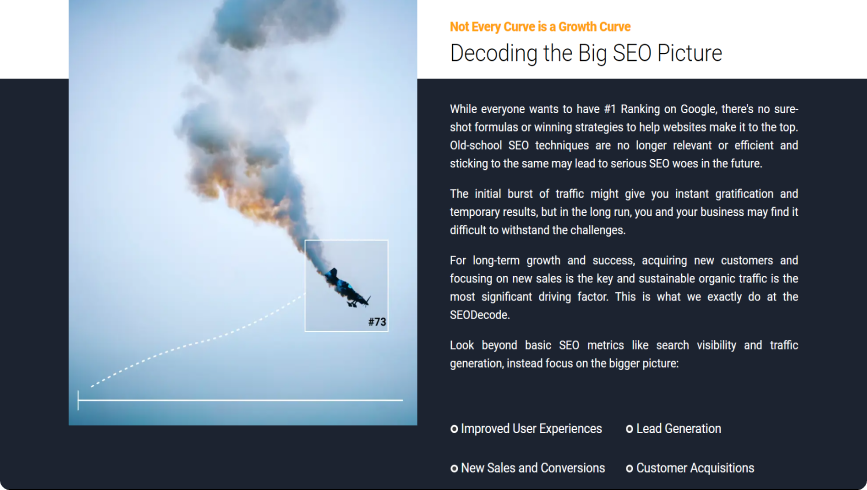 Not Every Curve is a Growth Curve
Decoding the Big SEO Picture
While everyone wants to have #1 Ranking on Google, there's no sure-
shot formulas or winning strategies to help websites make it to the top.
Old-school SEO techniques are no longer relevant or efficient and
sticking to the same may lead to serious SEO woes in the future.
The initial burst of traffic might give you instant gratification and
temporary results, but in the long run, you and your business may find it
difficult to withstand the challenges.
For long-term growth and success, acquiring new customers and
focusing on new sales is the key and sustainable organic traffic is the
most significant driving factor. This is what we exactly do at the
SEODecode.
Look beyond basic SEO metrics like search visibility and traffic
generation, instead focus on the bigger picture:
Improved User Experiences
Lead Generation
New Sales and Conversions
Customer Acquisitions
#73